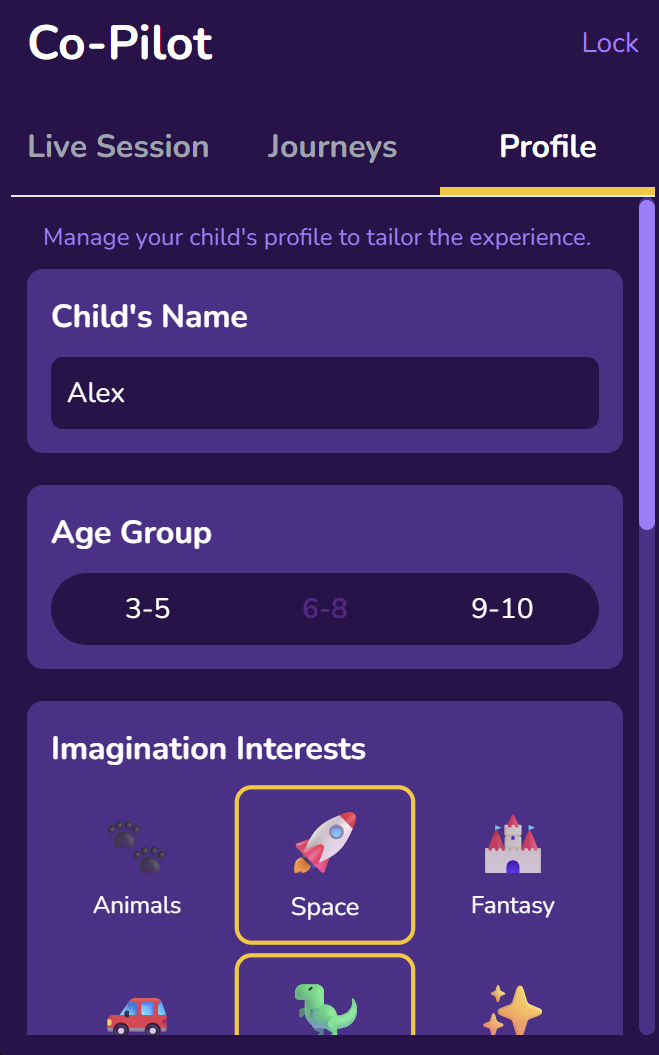 Co-Pilot
Lock
Live Session
Journeys
Profile
Manage your child's profile to tailor the experience.
Child's Name
Alex
Age Group
3-5
6-8
9-10
Imagination Interests
Animals
Space
Fantasy